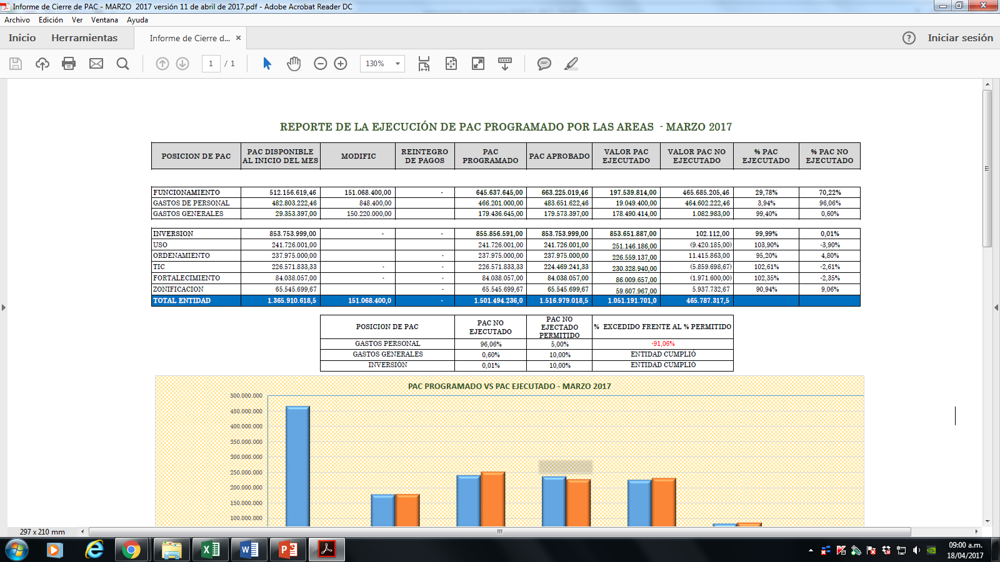 Informe de Cierre de PAC - MARZO  2017 versión 11 de abril de 2017.pdf - Adobe Acrobat Reader DC
Archivo Edición Ver Ventana Ayuda
Inicio Herramientas Informe de Cierre d... × ? Iniciar sesión
1 / 1 130%
REPORTE DE LA EJECUCIÓN DE PAC PROGRAMADO POR LAS AREAS  - MARZO 2017
POSICION DE PAC PAC DISPONIBLE AL INICIO DEL MES MODIFIC REINTEGRO DE PAGOS PAC PROGRAMADO PAC APROBADO VALOR PAC EJECUTADO VALOR PAC NO EJECUTADO % PAC EJECUTADO % PAC NO EJECUTADO
FUNCIONAMIENTO 512.156.619,46 151.068.400,00 - 645.637.645,00 663.225.019,46 197.539.814,00 465.685.205,46 29,78% 70,22%
GASTOS DE PERSONAL 482.803.222,46 848.400,00 466.201.000,00 483.651.622,46 19.049.400,00 464.602.222,46 3,94% 96,06%
GASTOS GENERALES 29.353.397,00 150.220.000,00 179.436.645,00 179.573.397,00 178.490.414,00 1.082.983,00 99,40% 0,60%
INVERSION 853.753.999,00 - - 855.856.591,00 853.753.999,00 853.651.887,00 102.112,00 99,99% 0,01%
USO 241.726.001,00 241.726.001,00 241.726.001,00 251.146.186,00 (9.420.185,00) 103,90% -3,90%
ORDENAMIENTO 237.975.000,00 - 237.975.000,00 237.975.000,00 226.559.137,00 11.415.863,00 95,20% 4,80%
TIC 226.571.833,33 - - 226.571.833,33 224.469.241,33 230.328.940,00 (5.859.698,67) 102,61% -2,61%
FORTALECIMIENTO 84.038.057,00 - - 84.038.057,00 84.038.057,00 86.009.657,00 (1.971.600,00) 102,35% -2,35%
ZONIFICACION 65.545.699,67 - 65.545.699,67 65.545.699,67 59.607.967,00 5.937.732,67 90,94% 9,06%
TOTAL ENTIDAD 1.365.910.618,5 151.068.400,0 - 1.501.494.236,0 1.516.979.018,5 1.051.191.701,0 465.787.317,5
POSICION DE PAC PAC NO EJECUTADO PAC NO EJECTADO PERMITIDO %  EXCEDIDO FRENTE AL % PERMITIDO
GASTOS PERSONAL 96,06% 5,00% -91,06%
GASTOS GENERALES 0,60% 10,00% ENTIDAD CUMPLIÓ
INVERSIÓN 0,01% 10,00% ENTIDAD CUMPLIÓ
PAC PROGRAMADO VS PAC EJECUTADO - MARZO 2017
500.000.000
450.000.000
400.000.000
350.000.000
300.000.000
250.000.000
200.000.000
150.000.000
100.000.000
297 x 210 mm
09:00 a.m.
18/04/2017